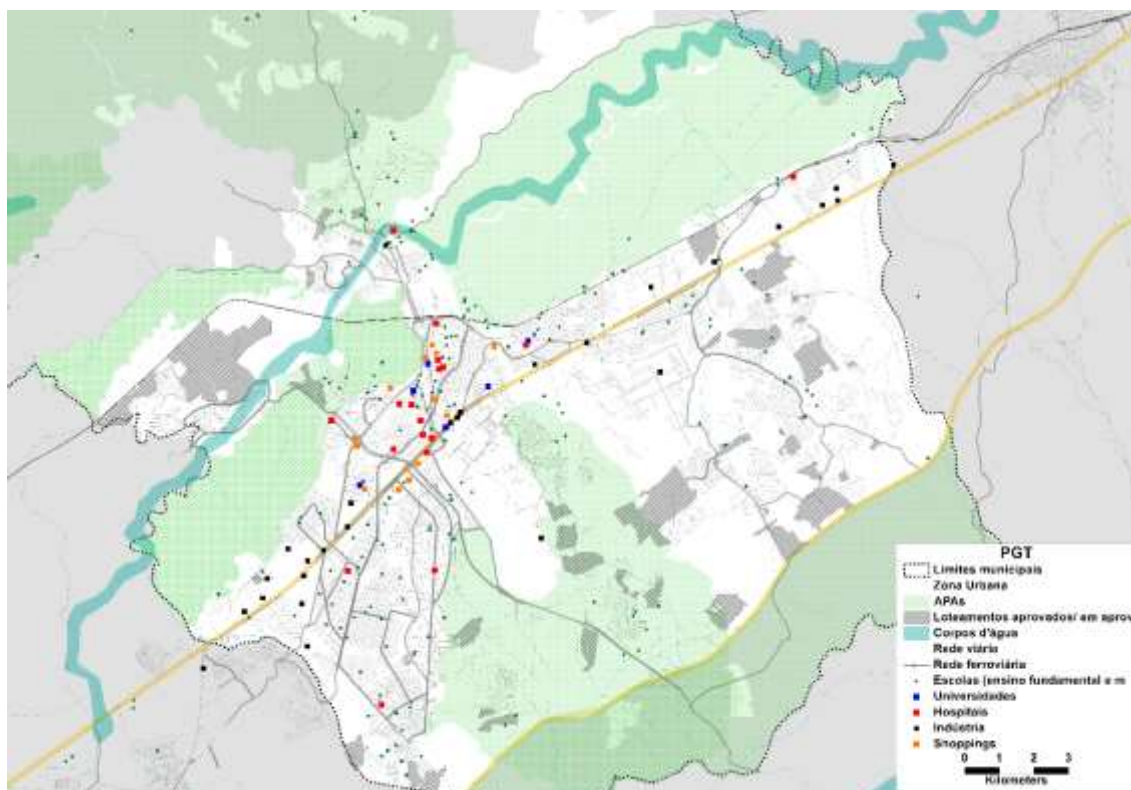 PGT
Limites municipais
Zona Urbana
APAs
Loteamentos aprovados/ em aprov
Corpos d'água
Rede viária
Rede ferroviária
Escolas (ensino fundamental e m
Universidades
Hospitais
Indústria
Shoppings
0 1 2 3
Kilometers